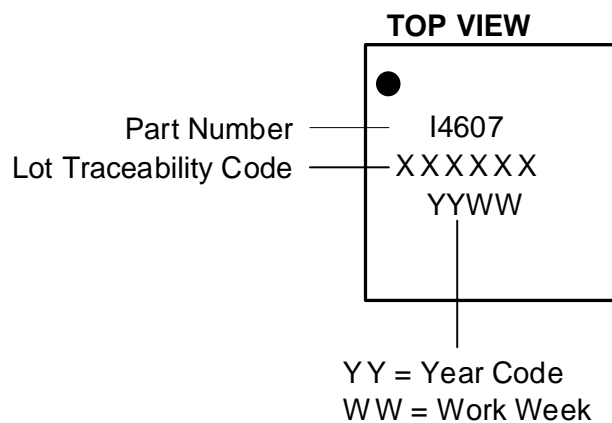 TOP VIEW
Part Number
I4607
Lot Traceability Code
XXXXXX
YYWW
YY = Year Code
WW = Work Week